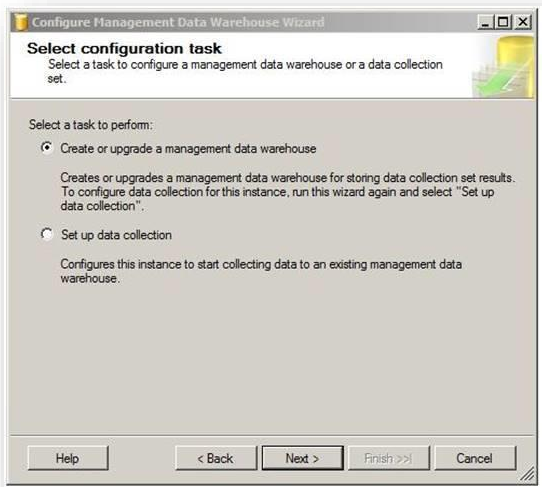 Configure Management Data Warehouse Wizard
Select configuration task
Select a task to configure a management data warehouse or a data collection
set.
Select a task to perform:
Create or upgrade a management data warehouse
Creates or upgrades a management data warehouse for storing data collection set results.
To configure data collection for this instance, run this wizard again and select "Set up
data collection".
Set up data collection
Configures this instance to start collecting data to an existing management data
warehouse.
Help
< Back
Next >
Finish >>|
Cancel